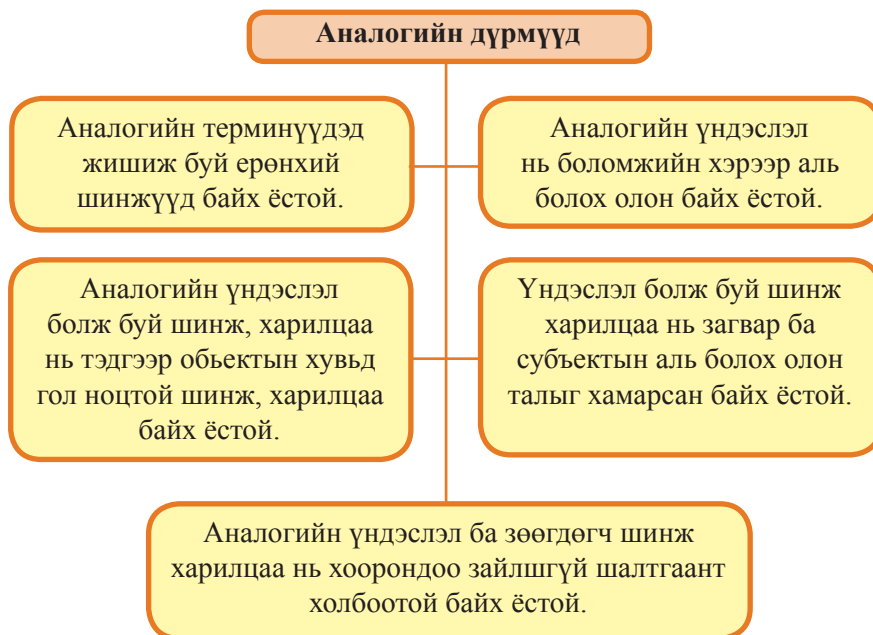 Аналогийн дүрмүүд
Аналогийн терминүүдэд
жишиж буй ерөнхий
шинжүүд байх ёстой.
Аналогийн үндэслэл
нь боломжийн хэрээр аль
болох олон байх ёстой.
Аналогийн үндэслэл
болж буй шинж, харилцаа
нь тэдгээр обьектын хувьд
гол ноцтой шинж, харилцаа
байх ёстой.
Үндэслэл болж буй шинж
харилцаа нь загвар ба
субъектын аль болох олон
талыг хамарсан байх ёстой.
Аналогийн үндэслэл ба зөөгдөгч шинж
харилцаа нь хоорондоо зайлшгүй шалтгаант
холбоотой байх ёстой.